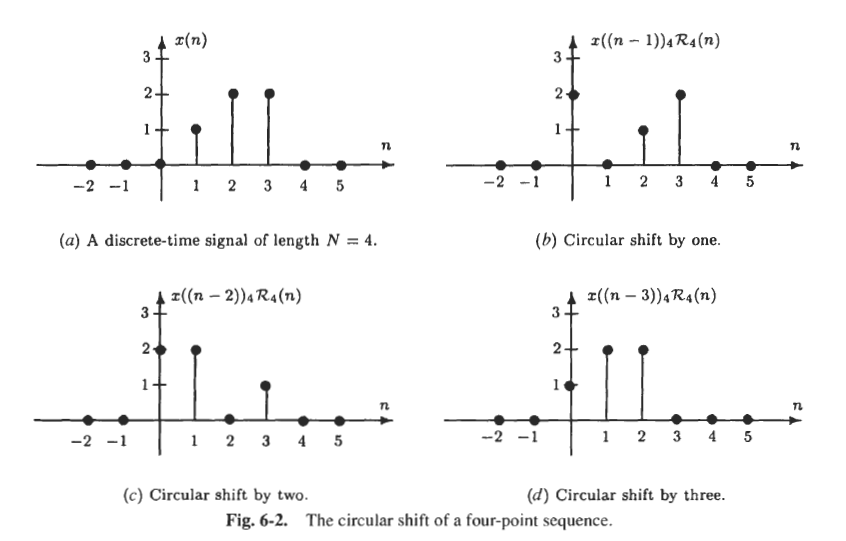 x(n)
3
2
1
n
−2 −1 1 2 3 4 5
(a) A discrete-time signal of length N = 4.
x((n − 1))₄R₄(n)
3
2
1
n
−2 −1 1 2 3 4 5
(b) Circular shift by one.
x((n − 2))₄R₄(n)
3
2
1
n
−2 −1 1 2 3 4 5
(c) Circular shift by two.
x((n − 3))₄R₄(n)
3
2
1
n
−2 −1 1 2 3 4 5
(d) Circular shift by three.
Fig. 6-2. The circular shift of a four-point sequence.